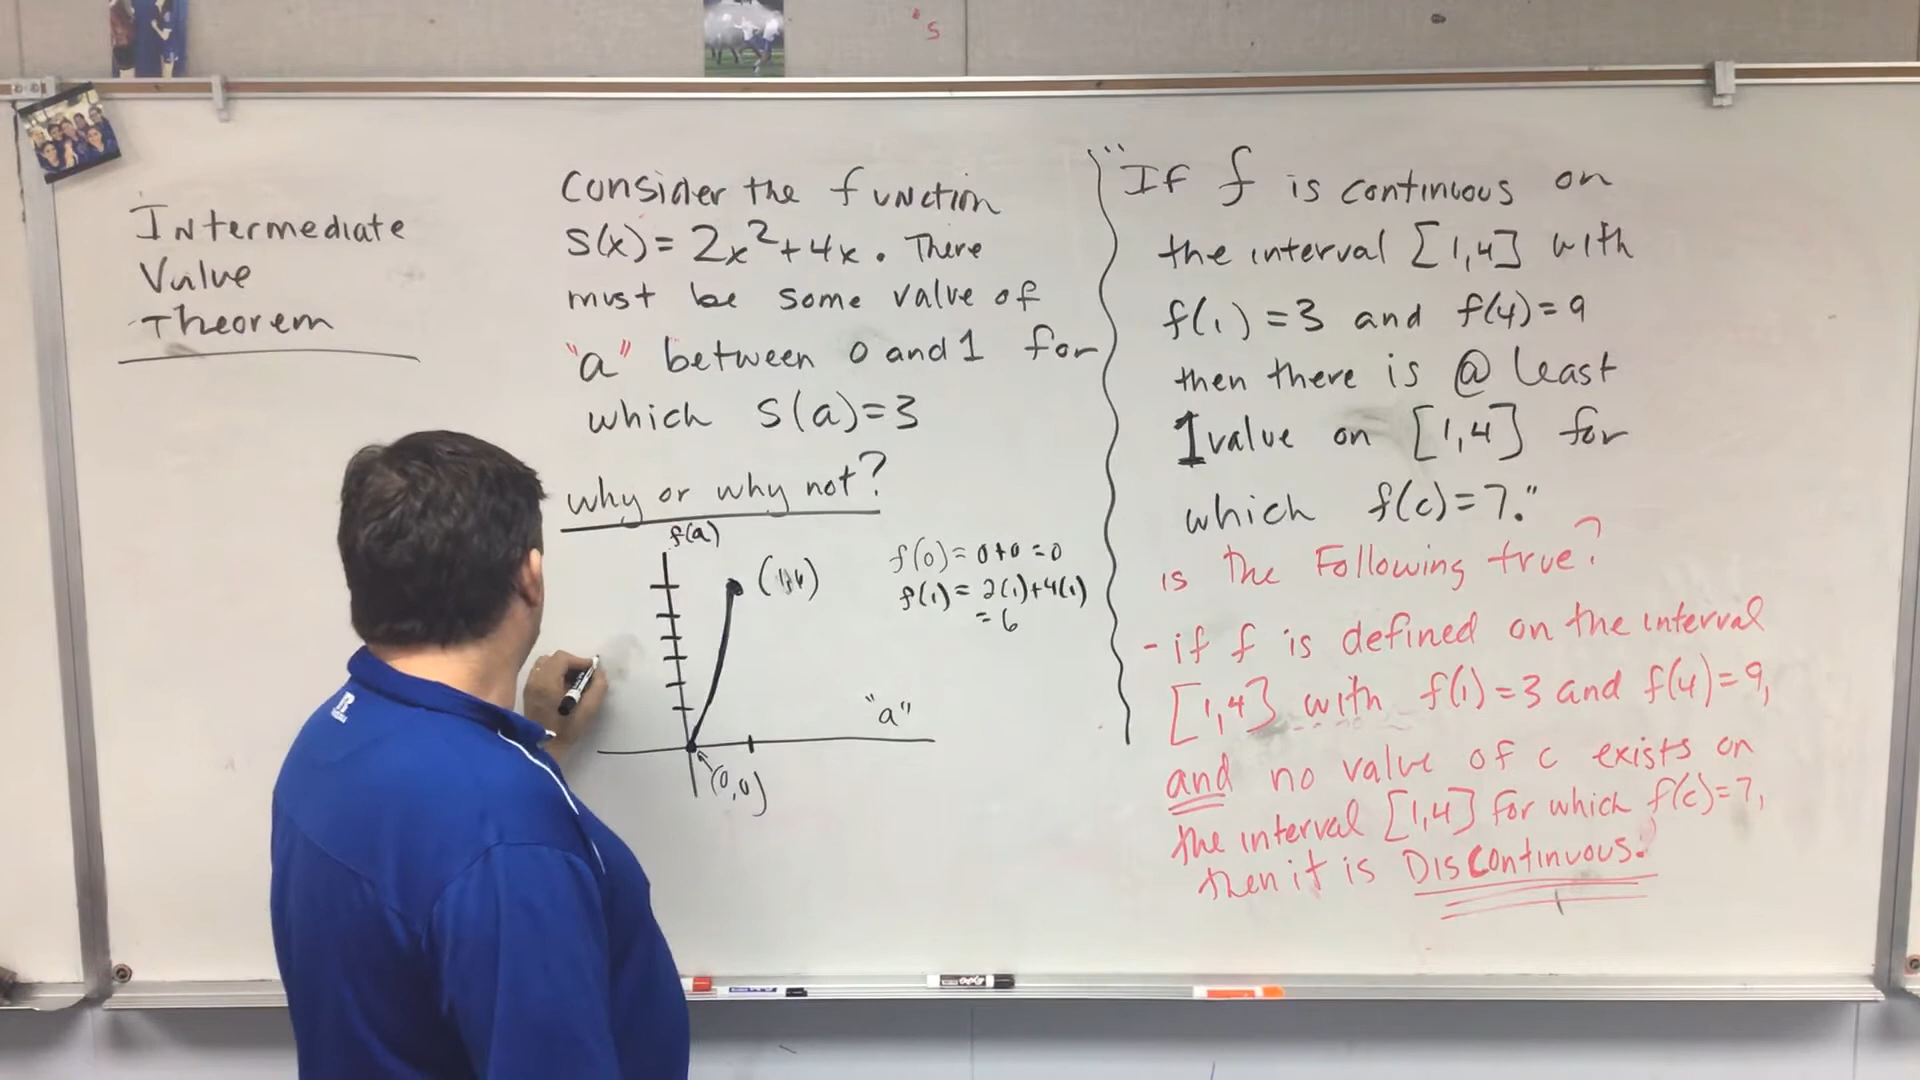 's
Intermediate
Value
Theorem
Consider the function
S(x)=2x²+4x. There
must be some value of
"a" between 0 and 1 for
which S(a)=3
why or why not?
f(a)
(1,6)
f(0)=0+0=0
f(1)=2(1)+4(1)
=6
"a"
(0,0)
"If f is continuous on
the interval [1,4] with
f(1)=3 and f(4)=9
then there is @ least
1 value on [1,4] for
which f(c)=7."
is the Following true?
- if f is defined on the interval
[1,4] with f(1)=3 and f(4)=9,
and no value of c exists on
the interval [1,4] for which f(c)=7,
then it is DISCONTINUOUS.